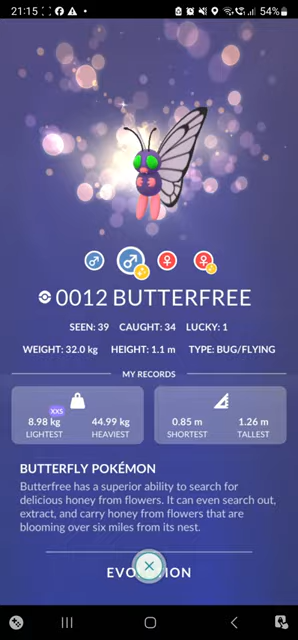 21:15
54%
0012 BUTTERFREE
SEEN: 39 CAUGHT: 34 LUCKY: 1
WEIGHT: 32.0 kg HEIGHT: 1.1 m TYPE: BUG/FLYING
MY RECORDS
XXS
8.98 kg 44.99 kg 0.85 m 1.26 m
LIGHTEST HEAVIEST SHORTEST TALLEST
BUTTERFLY POKÉMON
Butterfree has a superior ability to search for
delicious honey from flowers. It can even search out,
extract, and carry honey from flowers that are
blooming over six miles from its nest.